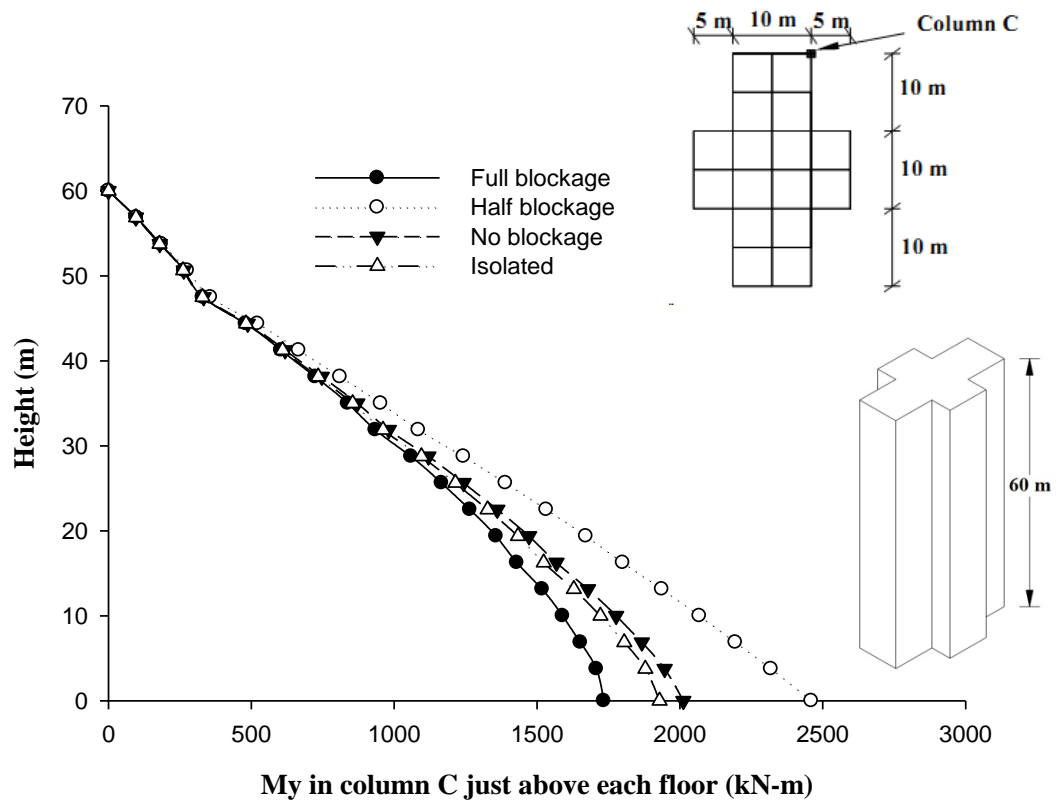 5 m 10 m 5 m
Column C
10 m
10 m
10 m
70
60
50
40
30
20
10
0
Height (m)
Full blockage
Half blockage
No blockage
Isolated
60 m
0 500 1000 1500 2000 2500 3000
My in column C just above each floor (kN-m)